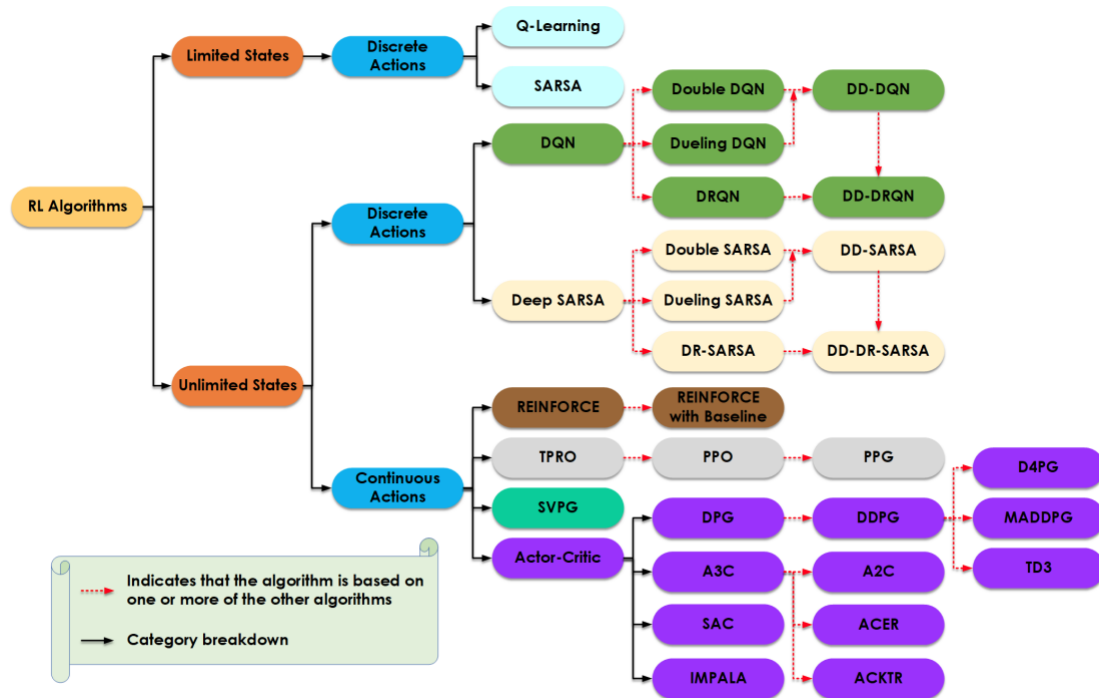 Q-Learning
Limited States
Discrete
Actions
SARSA
Double DQN
DD-DQN
DQN
Dueling DQN
RL Algorithms
DRQN
DD-DRQN
Discrete
Actions
Double SARSA
DD-SARSA
Deep SARSA
Dueling SARSA
DR-SARSA
DD-DR-SARSA
Unlimited States
REINFORCE
REINFORCE
with Baseline
TPRO
PPO
PPG
D4PG
Continuous
Actions
SVPG
DPG
DDPG
MADDPG
Actor-Critic
A3C
A2C
TD3
SAC
ACER
IMPALA
ACKTR
Indicates that the algorithm is based on
one or more of the other algorithms
Category breakdown